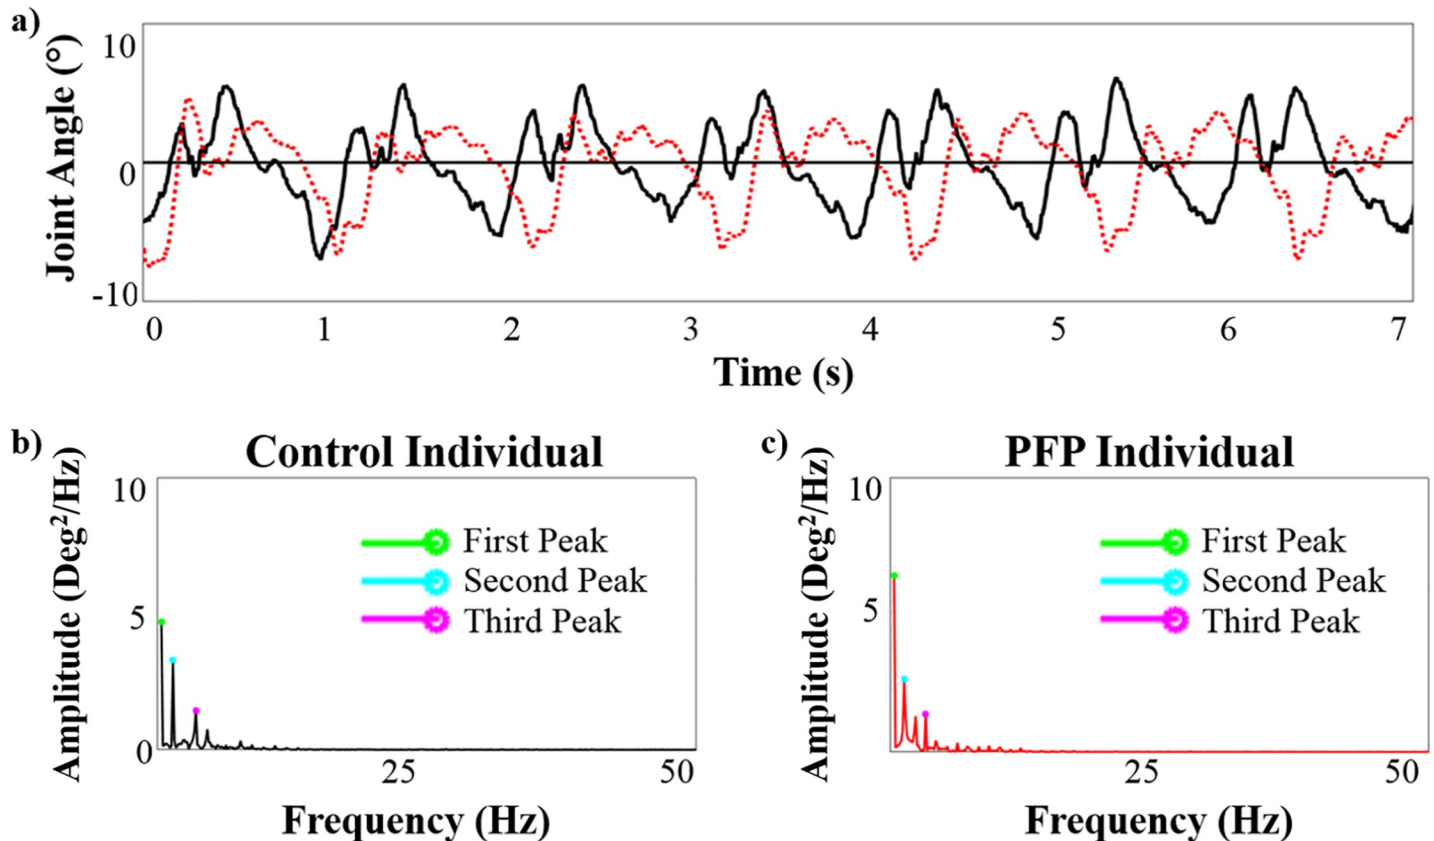 a)
Joint Angle (°)
10
0
-10
0 1 2 3 4 5 6 7
Time (s)
b)
Control Individual
Amplitude (Deg²/Hz)
10
5
0
First Peak
Second Peak
Third Peak
25 50
Frequency (Hz)
c)
PFP Individual
Amplitude (Deg²/Hz)
10
5
First Peak
Second Peak
Third Peak
25 50
Frequency (Hz)